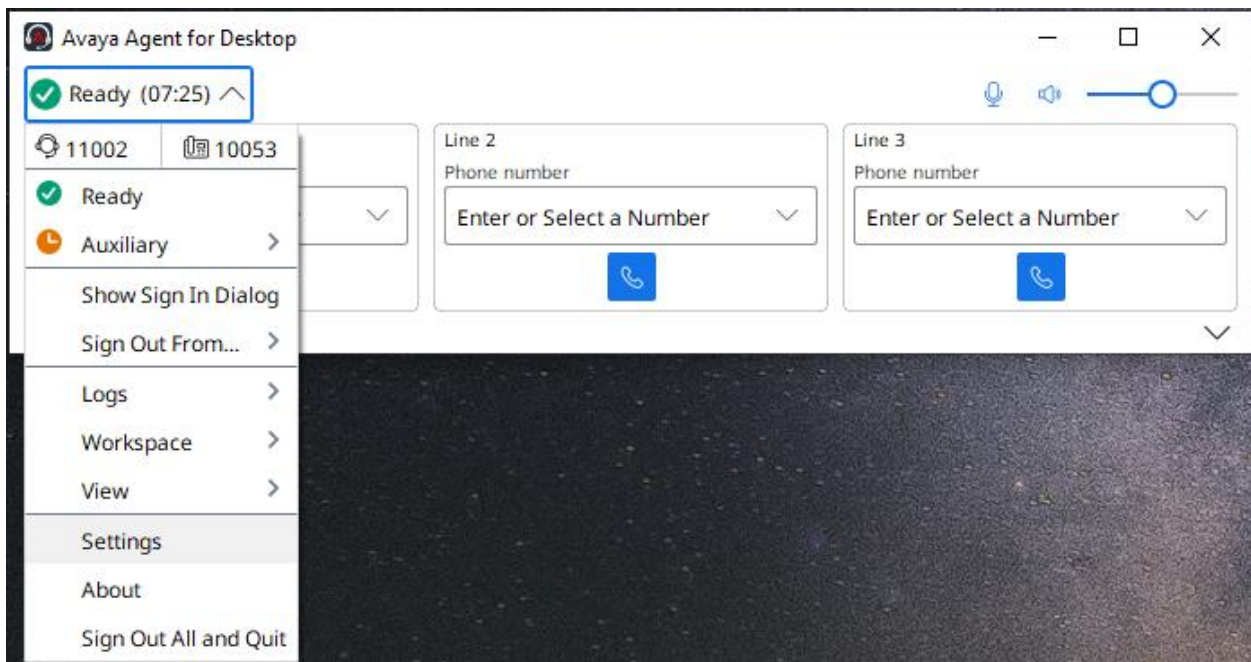 Avaya Agent for Desktop
Ready (07:25)
11002 10053
Ready
Auxiliary
Show Sign In Dialog
Sign Out From...
Logs
Workspace
View
Settings
About
Sign Out All and Quit
Line 2
Phone number
Enter or Select a Number
Line 3
Phone number
Enter or Select a Number